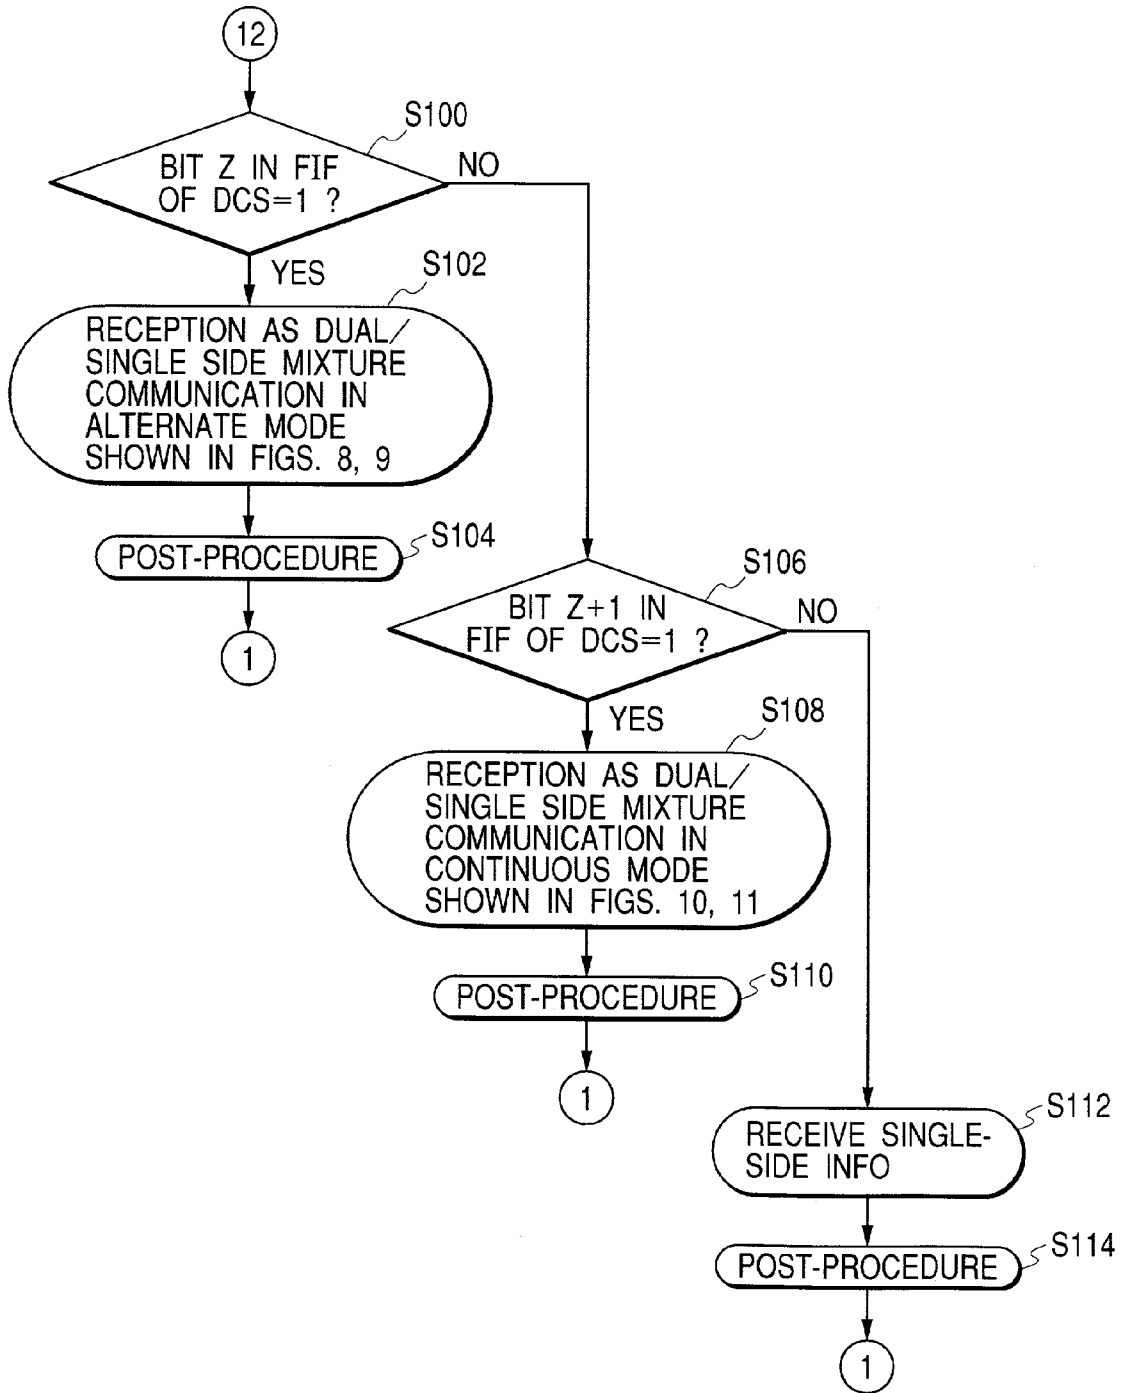 12
S100
BIT Z IN FIF
OF DCS=1 ?
NO
YES
S102
RECEPTION AS DUAL/
SINGLE SIDE MIXTURE
COMMUNICATION IN
ALTERNATE MODE
SHOWN IN FIGS. 8, 9
POST-PROCEDURE
S104
1
S106
BIT Z+1 IN
FIF OF DCS=1 ?
NO
YES
S108
RECEPTION AS DUAL/
SINGLE SIDE MIXTURE
COMMUNICATION IN
CONTINUOUS MODE
SHOWN IN FIGS. 10, 11
POST-PROCEDURE
S110
1
S112
RECEIVE SINGLE-
SIDE INFO
POST-PROCEDURE
S114
1